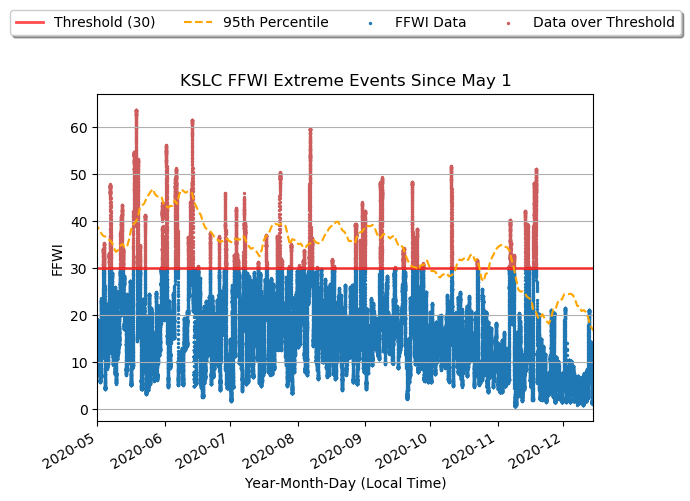 Threshold (30) 95th Percentile FFWI Data Data over Threshold
KSLC FFWI Extreme Events Since May 1
60
50
40
30
20
10
0
FFWI
2020-05 2020-06 2020-07 2020-08 2020-09 2020-10 2020-11 2020-12
Year-Month-Day (Local Time)